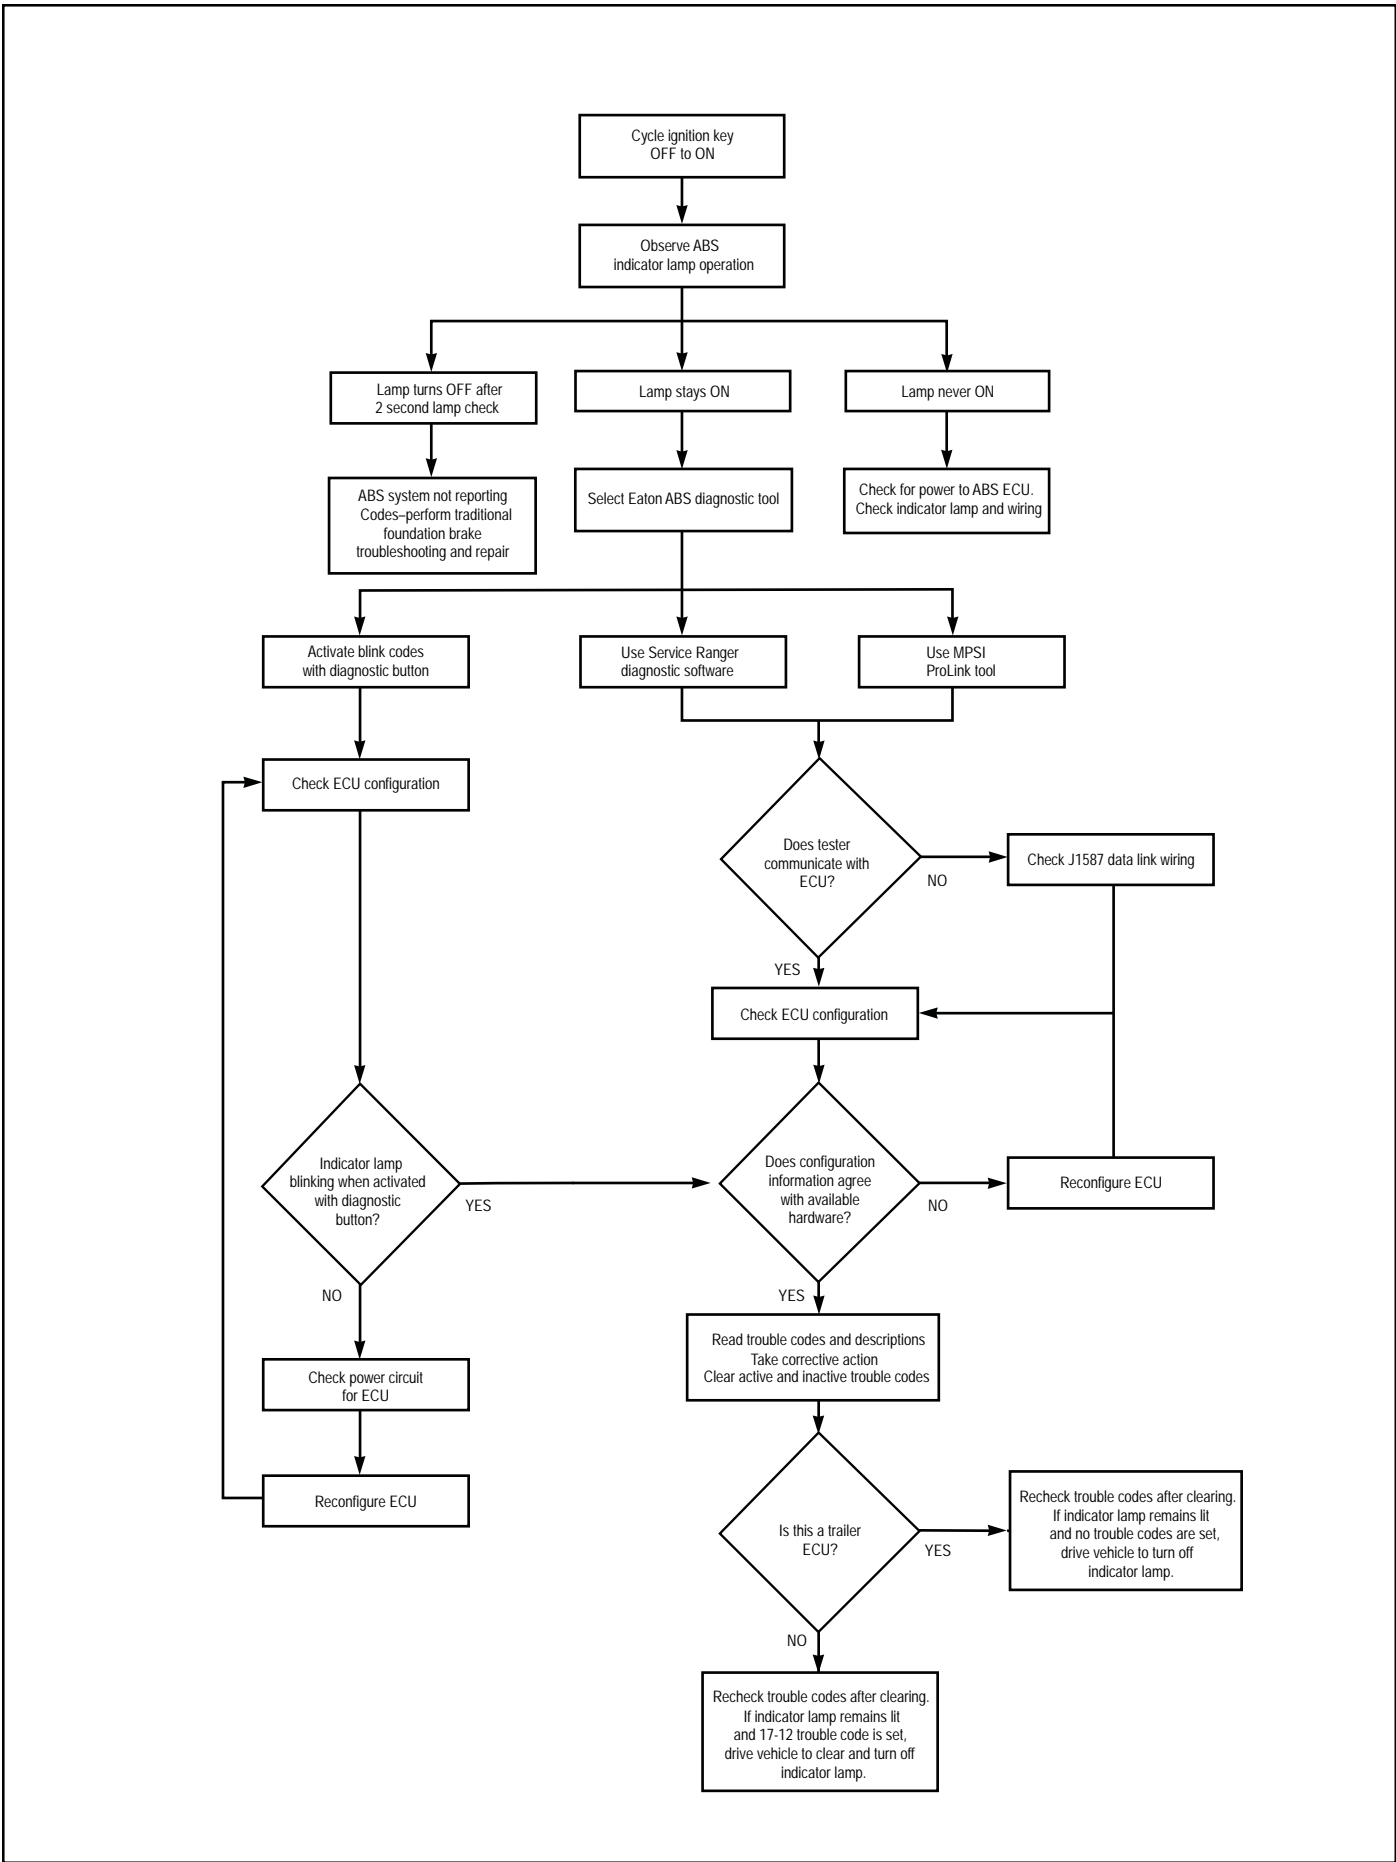 Cycle ignition key
OFF to ON
Observe ABS
indicator lamp operation
Lamp turns OFF after
2 second lamp check
Lamp stays ON
Lamp never ON
ABS system not reporting
Codes–perform traditional
foundation brake
troubleshooting and repair
Select Eaton ABS diagnostic tool
Check for power to ABS ECU.
Check indicator lamp and wiring
Activate blink codes
with diagnostic button
Use Service Ranger
diagnostic software
Use MPSI
ProLink tool
Check ECU configuration
Does tester
communicate with
ECU?
NO
Check J1587 data link wiring
YES
Check ECU configuration
Indicator lamp
blinking when activated
with diagnostic
button?
YES
NO
Does configuration
information agree
with available
hardware?
NO
Reconfigure ECU
YES
Check power circuit
for ECU
Reconfigure ECU
Read trouble codes and descriptions
Take corrective action
Clear active and inactive trouble codes
Is this a trailer
ECU?
YES
Recheck trouble codes after clearing.
If indicator lamp remains lit
and no trouble codes are set,
drive vehicle to turn off
indicator lamp.
NO
Recheck trouble codes after clearing.
If indicator lamp remains lit
and 17-12 trouble code is set,
drive vehicle to clear and turn off
indicator lamp.